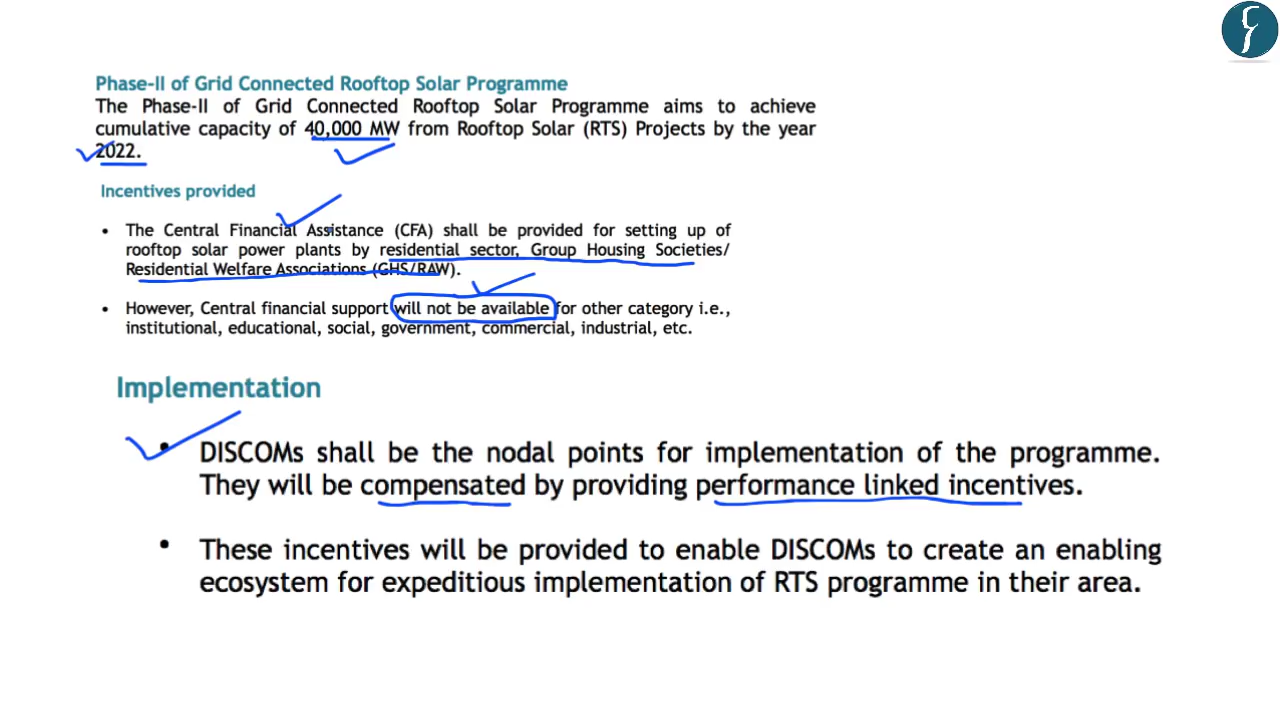 Phase-II of Grid Connected Rooftop Solar Programme
The Phase-II of Grid Connected Rooftop Solar Programme aims to achieve
cumulative capacity of 40,000 MW from Rooftop Solar (RTS) Projects by the year
2022.
Incentives provided
• The Central Financial Assistance (CFA) shall be provided for setting up of
rooftop solar power plants by residential sector, Group Housing Societies/
Residential Welfare Associations (GHS/RAW).
• However, Central financial support will not be available for other category i.e.,
institutional, educational, social, government, commercial, industrial, etc.
Implementation
• DISCOMs shall be the nodal points for implementation of the programme.
They will be compensated by providing performance linked incentives.
• These incentives will be provided to enable DISCOMs to create an enabling
ecosystem for expeditious implementation of RTS programme in their area.